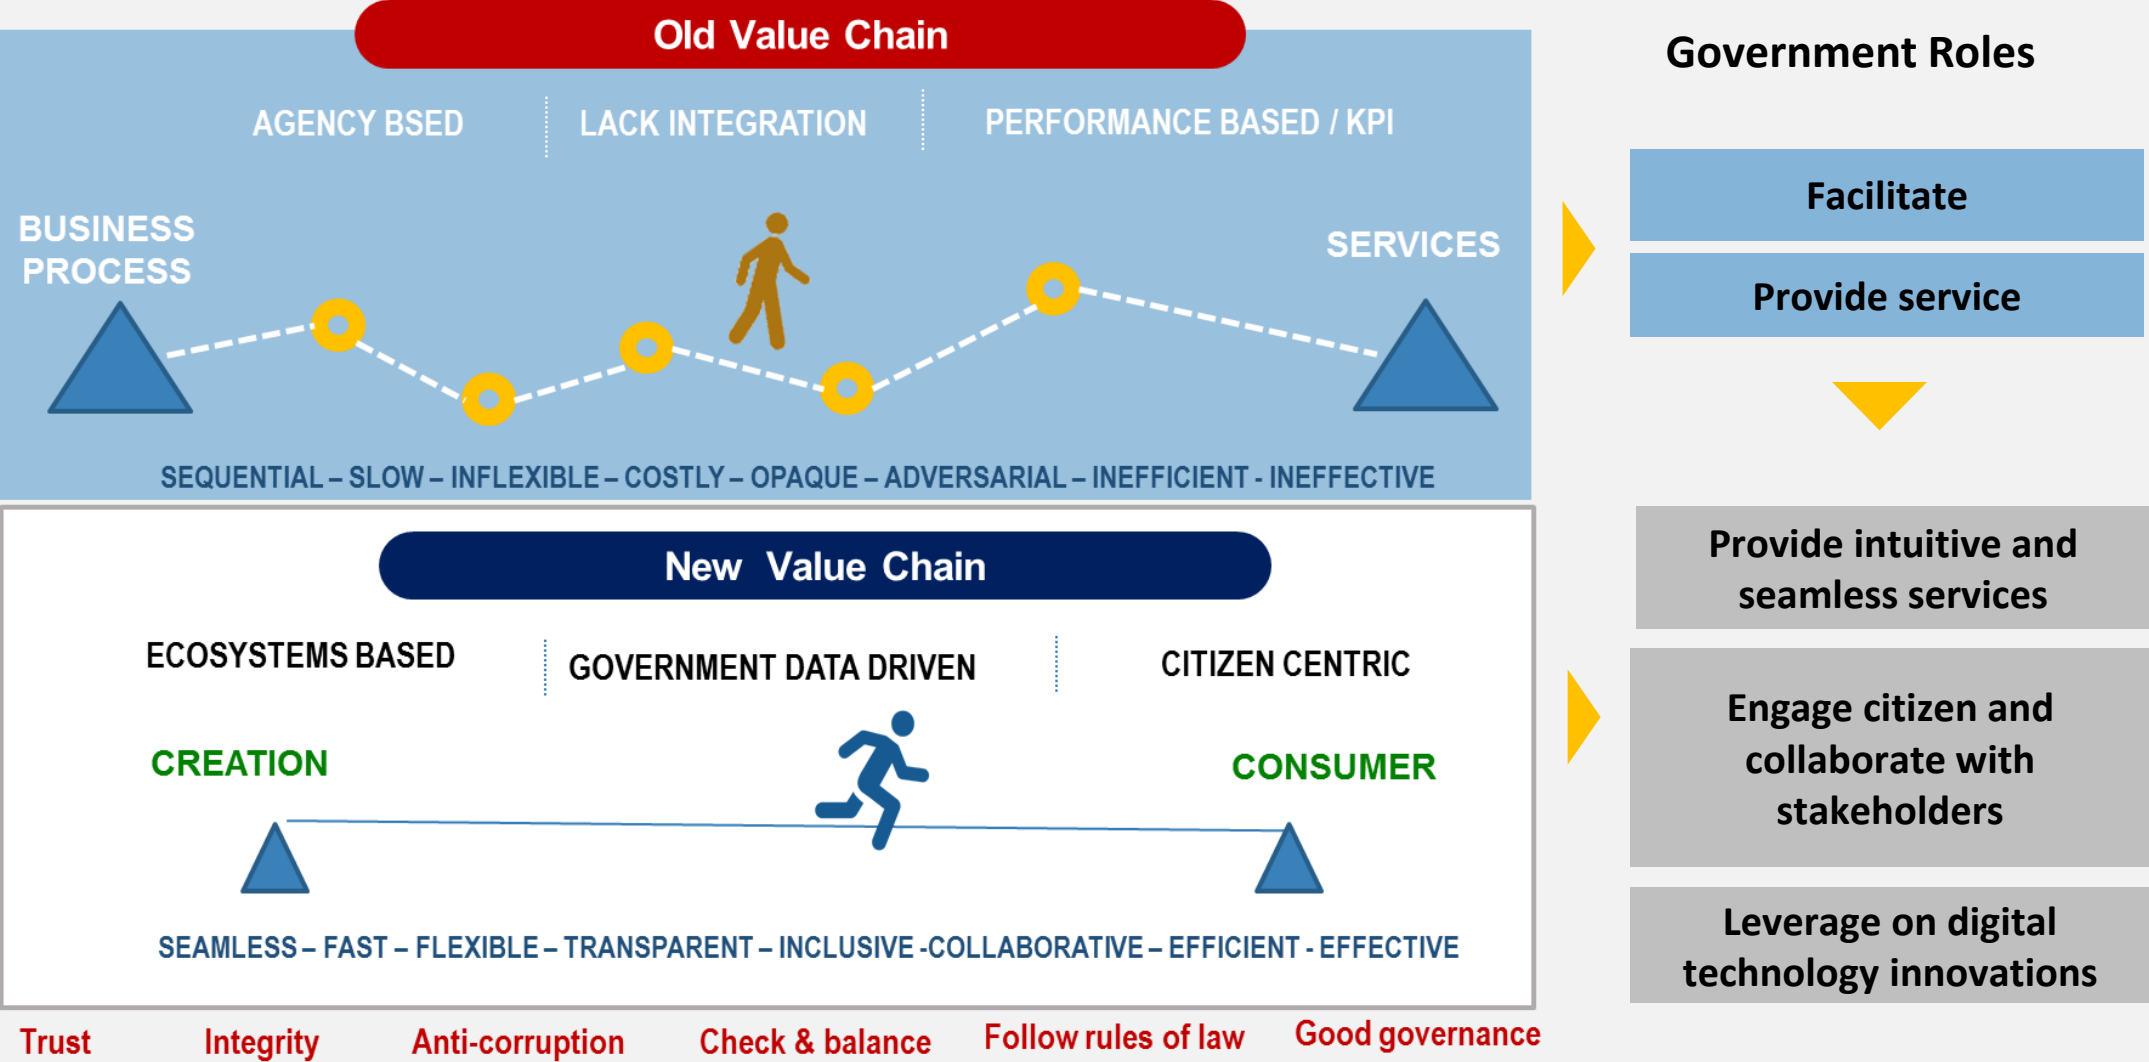 Old Value Chain
AGENCY BSED
LACK INTEGRATION
PERFORMANCE BASED / KPI
BUSINESS
PROCESS
SERVICES
SEQUENTIAL – SLOW – INFLEXIBLE – COSTLY – OPAQUE – ADVERSARIAL – INEFFICIENT - INEFFECTIVE
New Value Chain
ECOSYSTEMS BASED
GOVERNMENT DATA DRIVEN
CITIZEN CENTRIC
CREATION
CONSUMER
SEAMLESS – FAST – FLEXIBLE – TRANSPARENT – INCLUSIVE -COLLABORATIVE – EFFICIENT - EFFECTIVE
Government Roles
Facilitate
Provide service
Provide intuitive and
seamless services
Engage citizen and
collaborate with
stakeholders
Leverage on digital
technology innovations
Trust
Integrity
Anti-corruption
Check & balance
Follow rules of law
Good governance